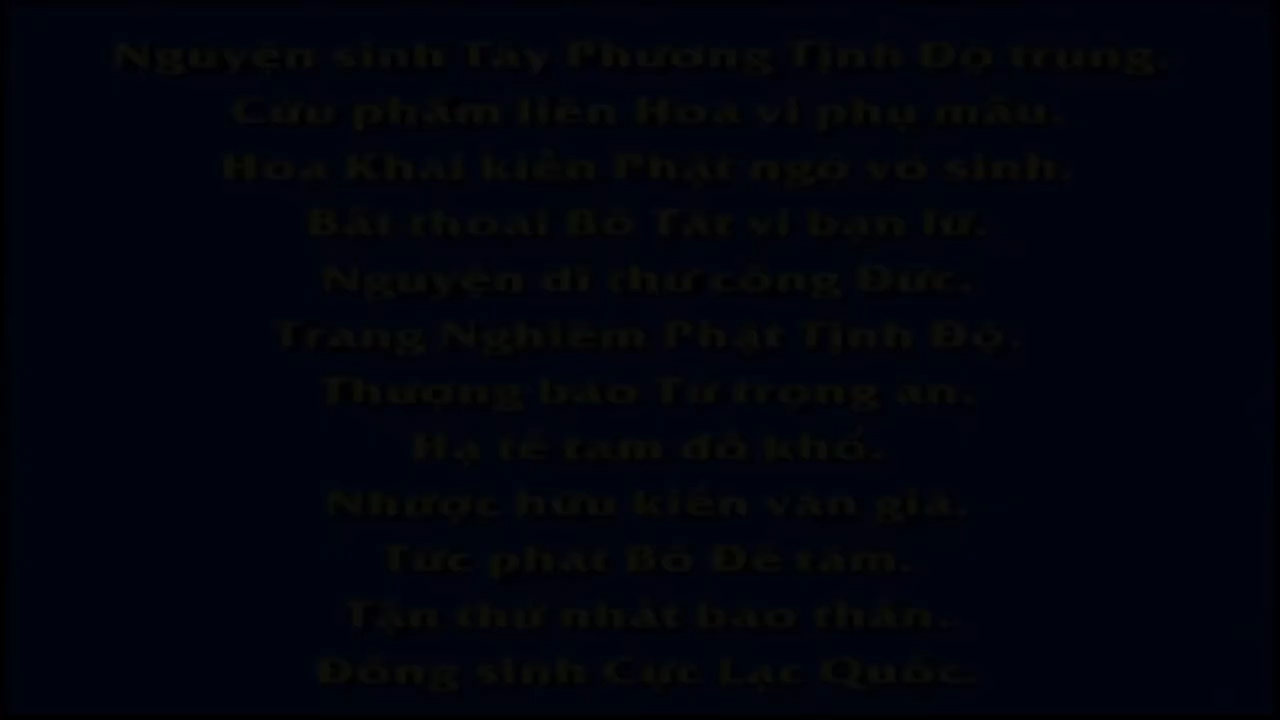 Nguyện sinh Tây Phương Tịnh Độ trung.
Cửu phẩm liên Hoa vi phụ mẫu.
Hoa Khai kiến Phật ngộ vô sinh.
Bất thoái Bồ Tát vi bạn lữ.
Nguyện dĩ thử công Đức.
Trang Nghiêm Phật Tịnh Độ.
Thượng báo Tứ trọng ân.
Hạ tế tam đồ khổ.
Nhược hữu kiến văn giả.
Tức phát Bồ Đề tâm.
Tận thử nhất báo thân.
Đồng sinh Cực Lạc Quốc.